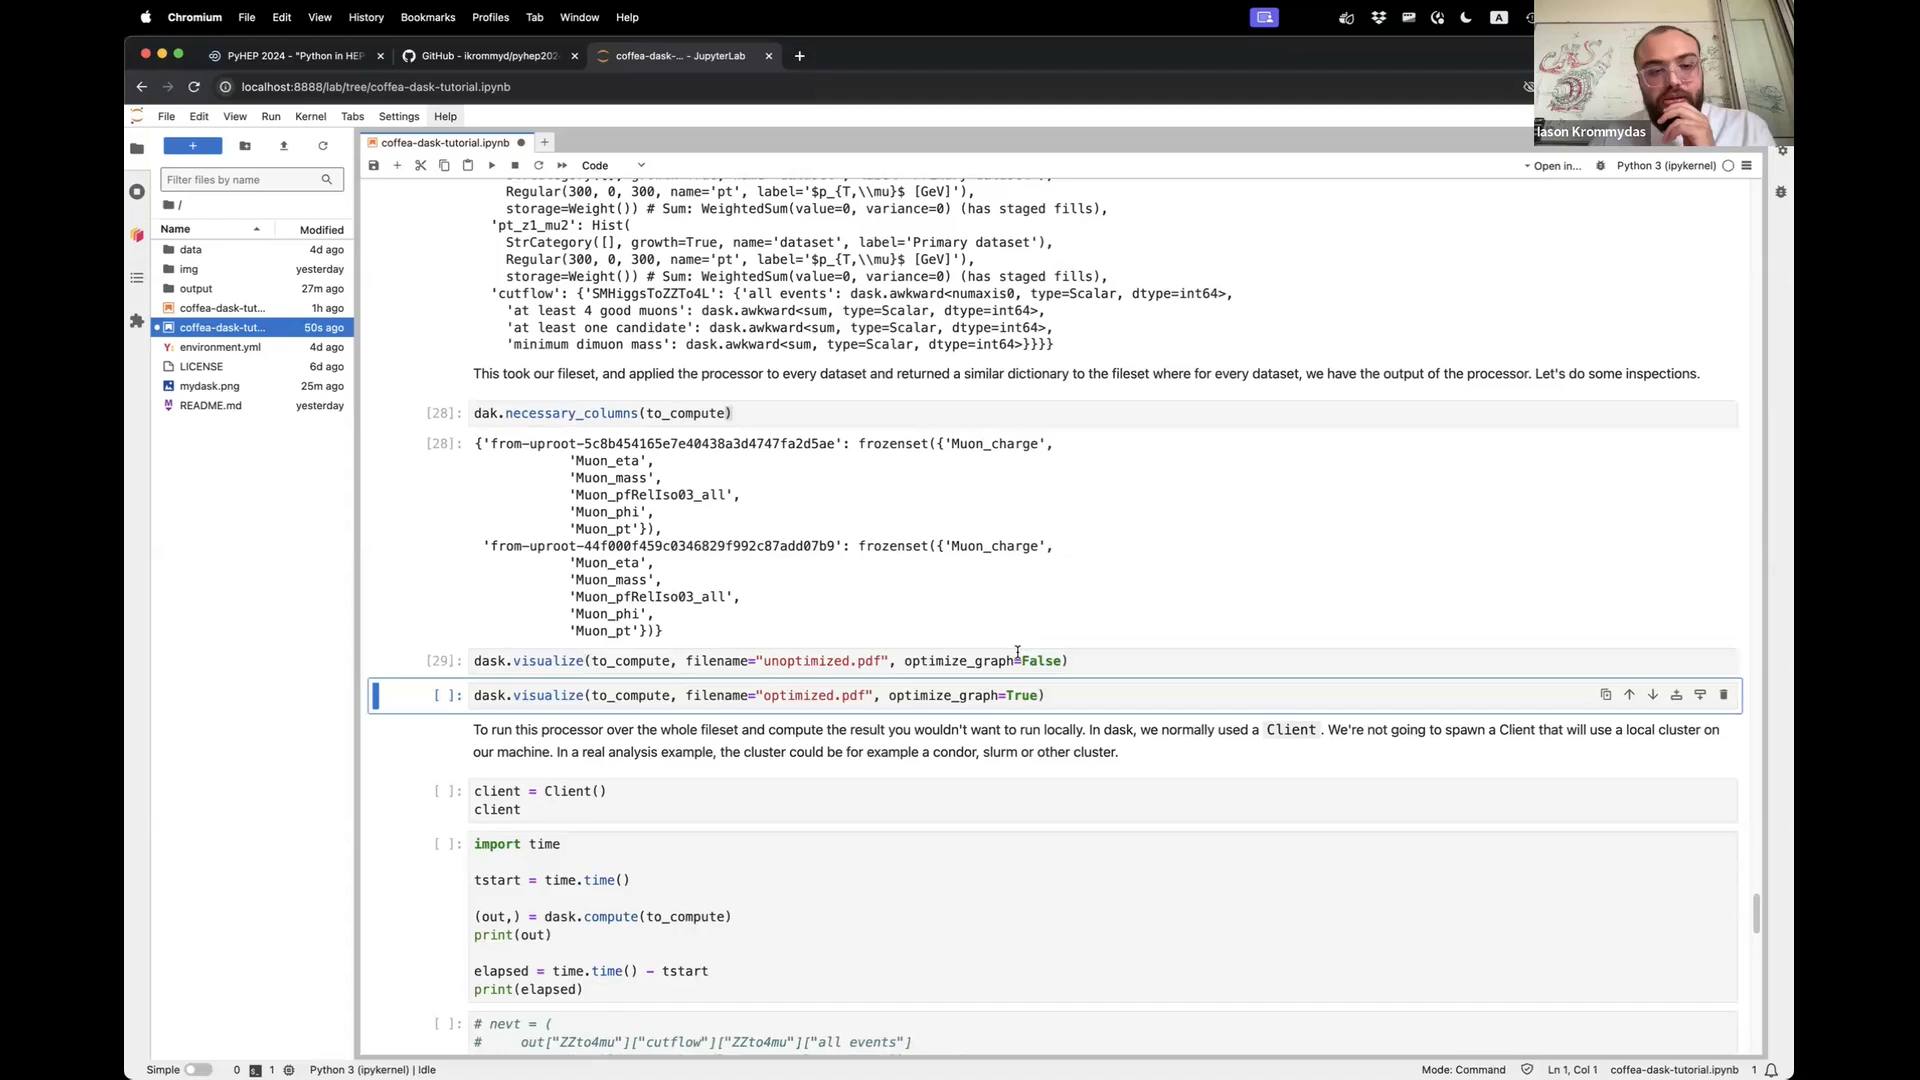 Chromium File Edit View History Bookmarks Profiles Tab Window Help A
PyHEP 2024 - "Python in HEP
GitHub - ikrommyd/pyhep202
coffea-dask-... - JupyterLab
localhost:8888/lab/tree/coffea-dask-tutorial.ipynb
Iason Krommydas
File Edit View Run Kernel Tabs Settings Help
coffea-dask-tutorial.ipynb
Code
Open in...
Python 3 (ipykernel)
Filter files by name
/
Name Modified
data 4d ago
img yesterday
output 27m ago
coffea-dask-tut... 1h ago
coffea-dask-tut... 50s ago
environment.yml 4d ago
LICENSE 6d ago
mydask.png 25m ago
README.md yesterday
Regular(300, 0, 300, name='pt', label='$p_{T,\\mu}$ [GeV]'),
storage=Weight()) # Sum: WeightedSum(value=0, variance=0) (has staged fills),
'pt_z1_mu2': Hist(
StrCategory([], growth=True, name='dataset', label='Primary dataset'),
Regular(300, 0, 300, name='pt', label='$p_{T,\\mu}$ [GeV]'),
storage=Weight()) # Sum: WeightedSum(value=0, variance=0) (has staged fills),
'cutflow': {'SMHiggsToZZTo4L': {'all events': dask.awkward<numaxis0, type=Scalar, dtype=int64>,
'at least 4 good muons': dask.awkward<sum, type=Scalar, dtype=int64>,
'at least one candidate': dask.awkward<sum, type=Scalar, dtype=int64>,
'minimum dimuon mass': dask.awkward<sum, type=Scalar, dtype=int64>}}}}
This took our fileset, and applied the processor to every dataset and returned a similar dictionary to the fileset where for every dataset, we have the output of the processor. Let's do some inspections.
[28]: dak.necessary_columns(to_compute)
[28]: {'from-uproot-5c8b454165e7e40438a3d4747fa2d5ae': frozenset({'Muon_charge',
'Muon_eta',
'Muon_mass',
'Muon_pfRelIso03_all',
'Muon_phi',
'Muon_pt'}),
'from-uproot-44f000f459c0346829f992c87add07b9': frozenset({'Muon_charge',
'Muon_eta',
'Muon_mass',
'Muon_pfRelIso03_all',
'Muon_phi',
'Muon_pt'})}
[29]: dask.visualize(to_compute, filename="unoptimized.pdf", optimize_graph=False)
[ ]: dask.visualize(to_compute, filename="optimized.pdf", optimize_graph=True)
To run this processor over the whole fileset and compute the result you wouldn't want to run locally. In dask, we normally used a Client. We're not going to spawn a Client that will use a local cluster on
our machine. In a real analysis example, the cluster could be for example a condor, slurm or other cluster.
[ ]: client = Client()
client
[ ]: import time
tstart = time.time()
(out,) = dask.compute(to_compute)
print(out)
elapsed = time.time() - tstart
print(elapsed)
[ ]: # nevt = (
# out["ZZto4mu"]["cutflow"]["ZZto4mu"]["all events"]
Simple 0 1 Python 3 (ipykernel) | Idle Mode: Command Ln 1, Col 1 coffea-dask-tutorial.ipynb 1